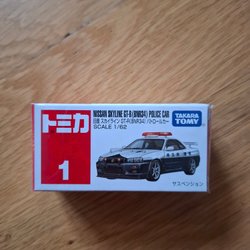 トミカ
1
NISSAN SKYLINE GT-R (BNR34) POLICE CAR
日産 スカイライン GT-R (BNR34) パトロールカー
SCALE 1/62
TAKARA
TOMY
サスペンション